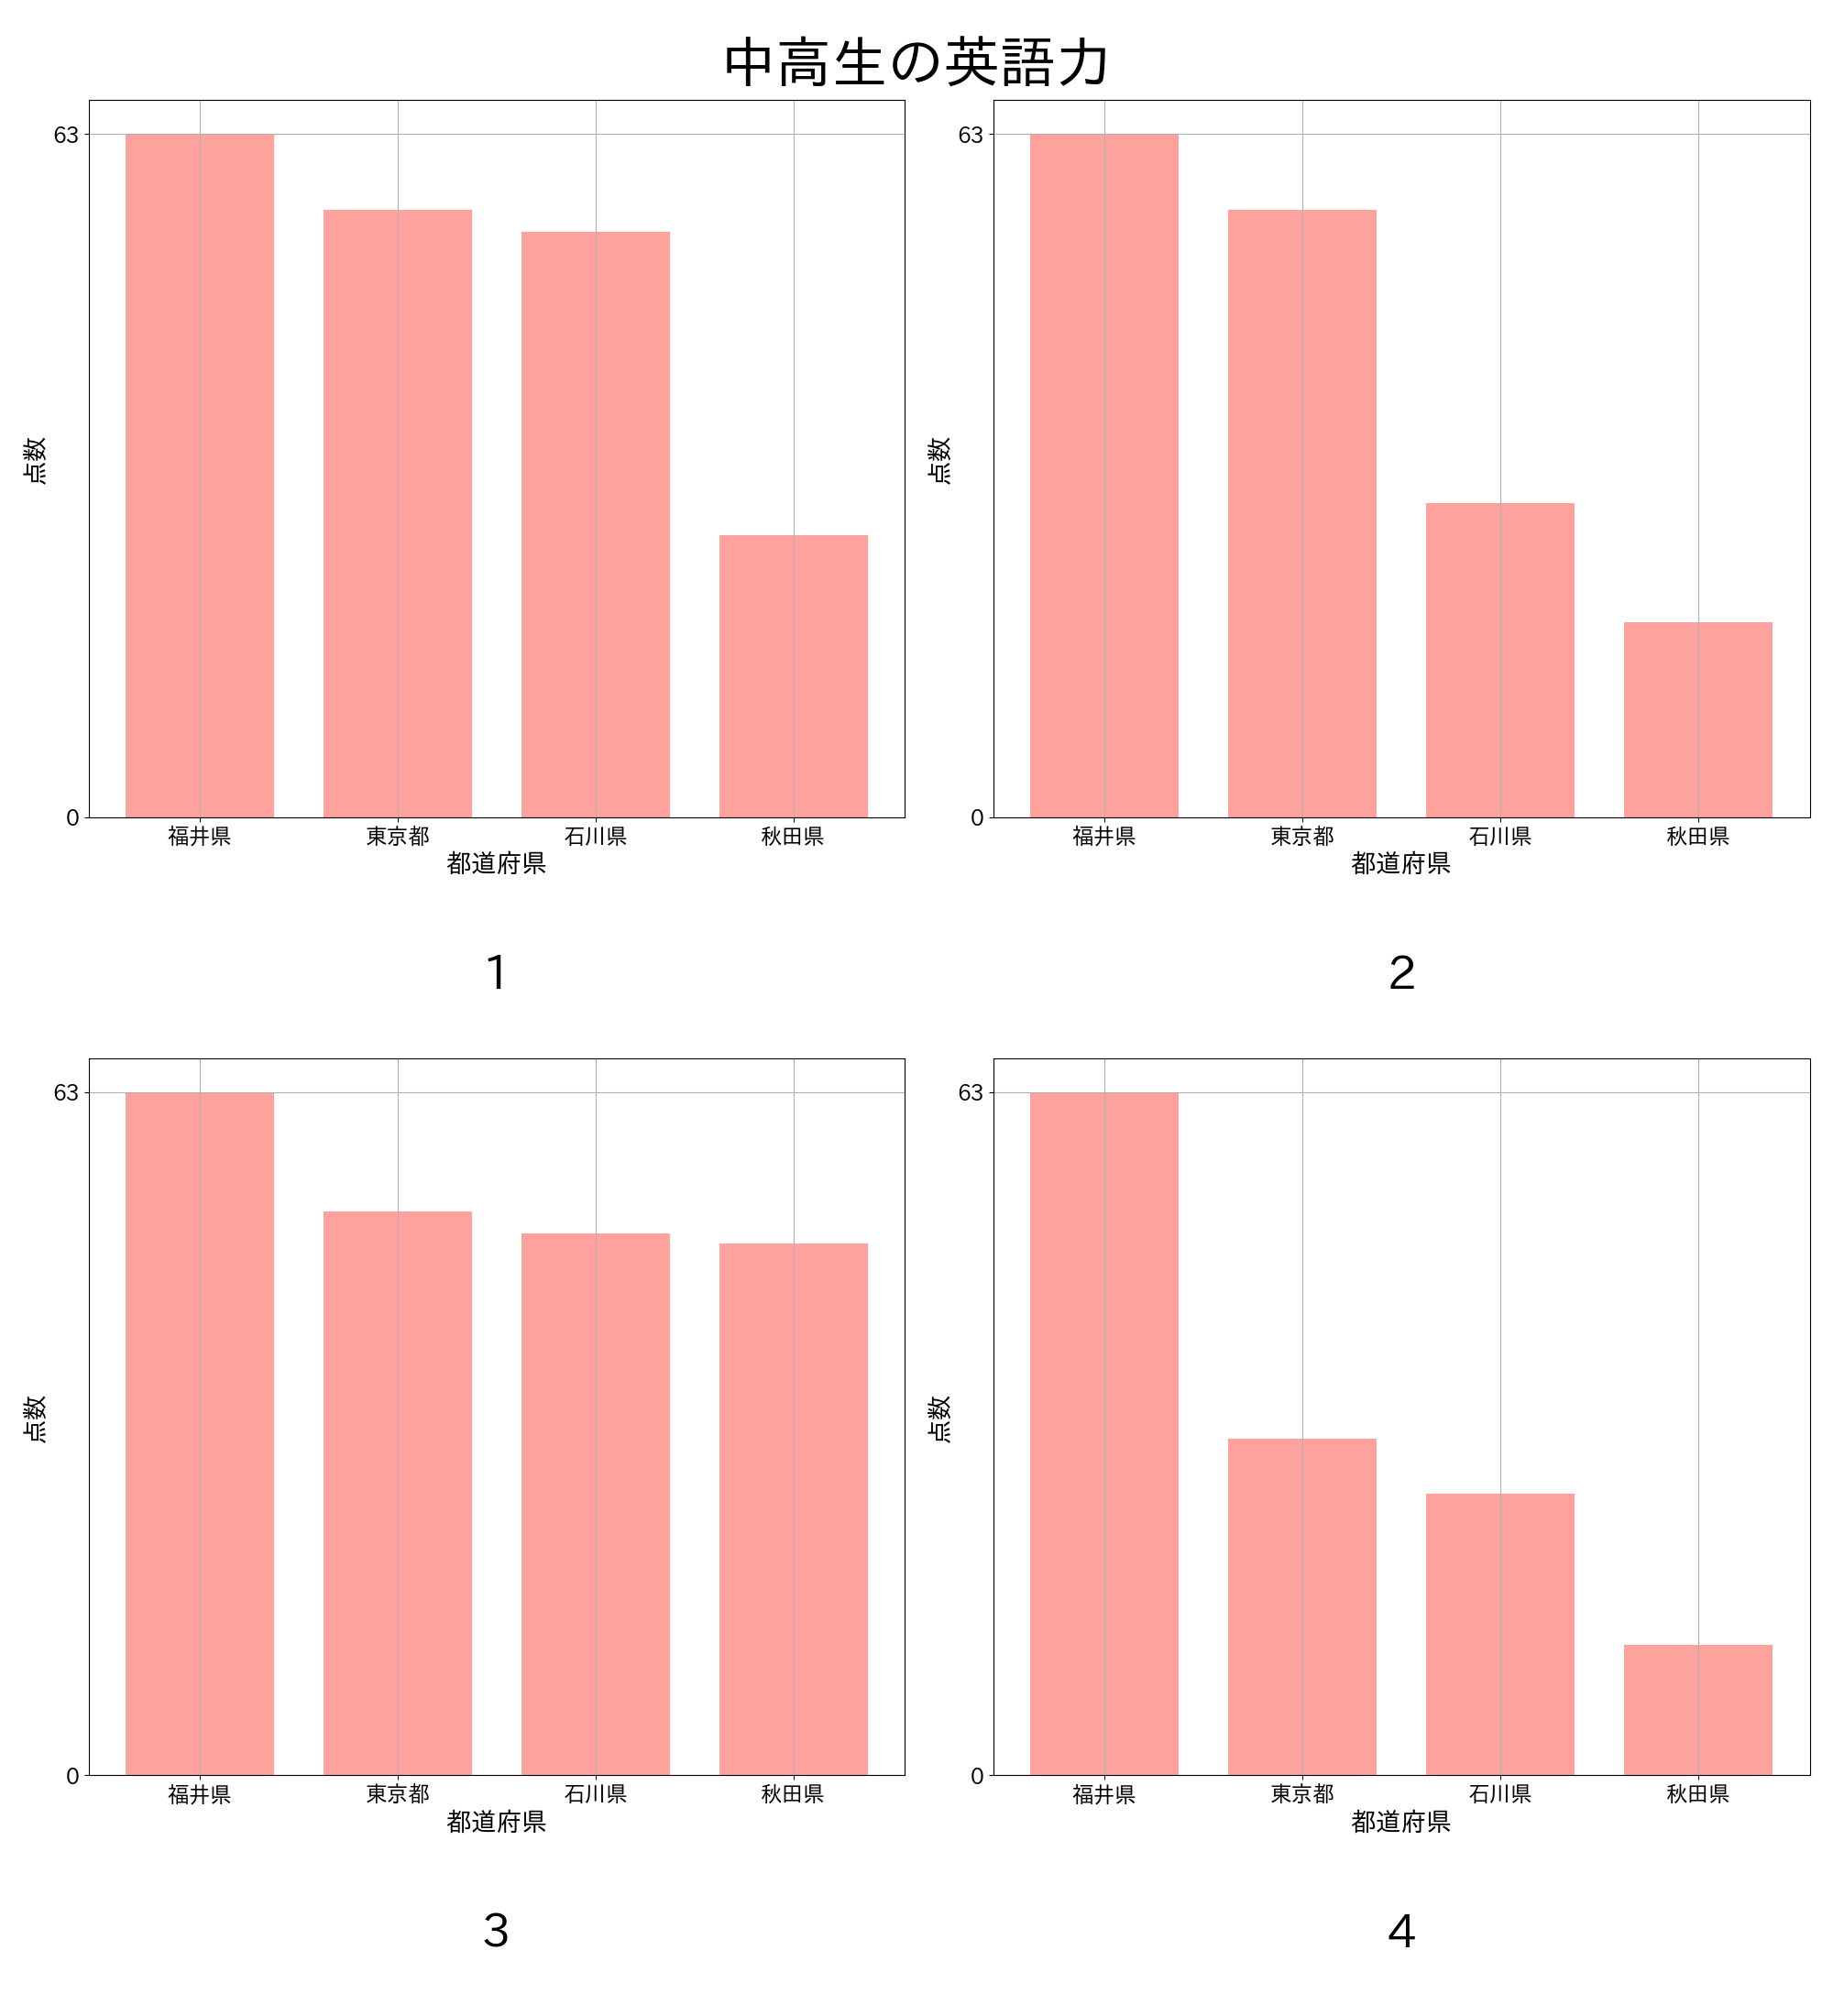 中高生の英語力
63
点数
0
福井県 東京都 石川県 秋田県
都道府県
1
63
点数
0
福井県 東京都 石川県 秋田県
都道府県
2
63
点数
0
福井県 東京都 石川県 秋田県
都道府県
3
63
点数
0
福井県 東京都 石川県 秋田県
都道府県
4